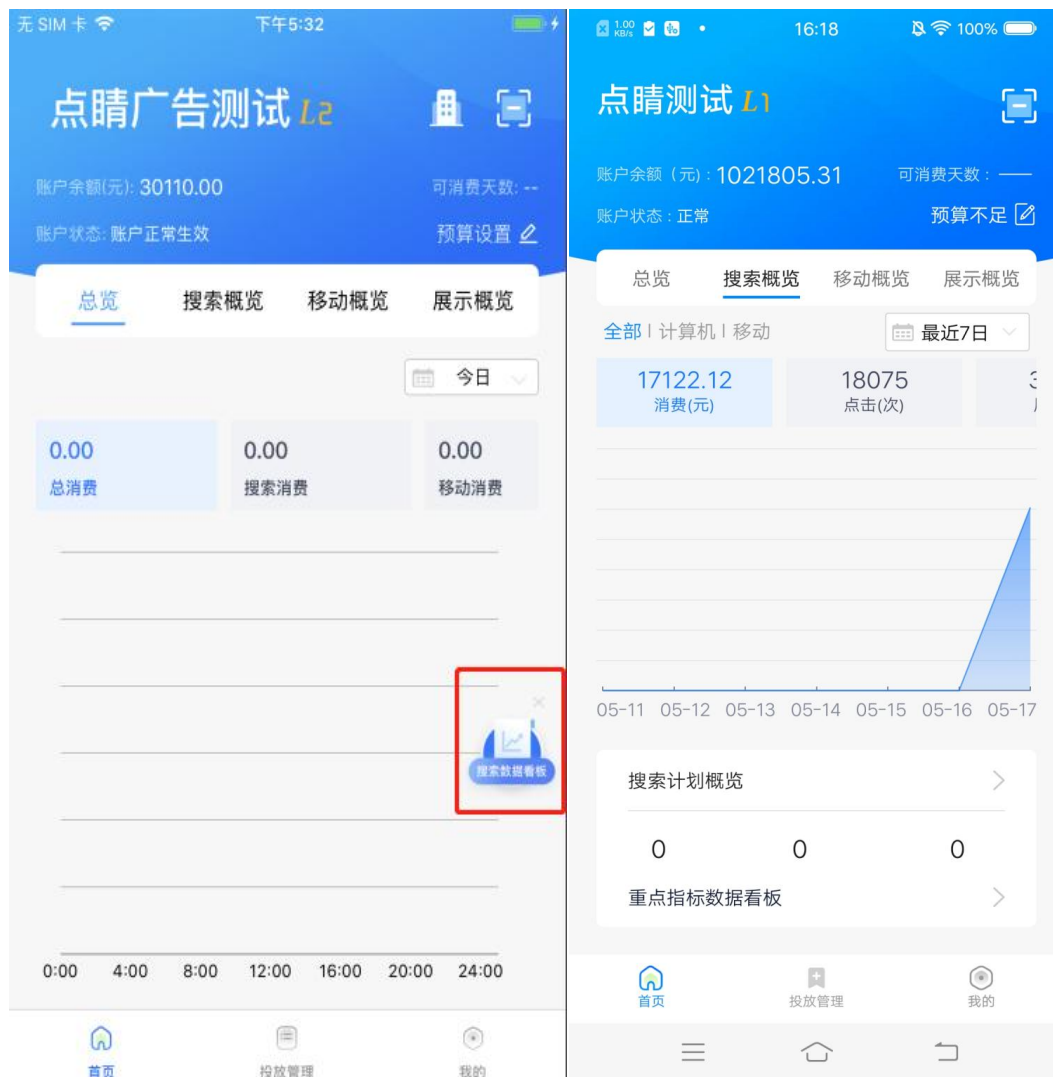 无 SIM 卡 下午5:32
点睛广告测试 L2
账户余额(元): 30110.00 可消费天数: --
账户状态: 账户正常生效 预算设置
总览 搜索概览 移动概览 展示概览
今日
0.00 0.00 0.00
总消费 搜索消费 移动消费
搜索数据看板
0:00 4:00 8:00 12:00 16:00 20:00 24:00
首页 投放管理 我的
1.00 KB/s 16:18 100%
点睛测试 L1
账户余额（元）: 1021805.31 可消费天数 : ——
账户状态 : 正常 预算不足
总览 搜索概览 移动概览 展示概览
全部 | 计算机 | 移动 最近7日
17122.12 18075
消费(元) 点击(次)
05-11 05-12 05-13 05-14 05-15 05-16 05-17
搜索计划概览
0 0 0
重点指标数据看板
首页 投放管理 我的